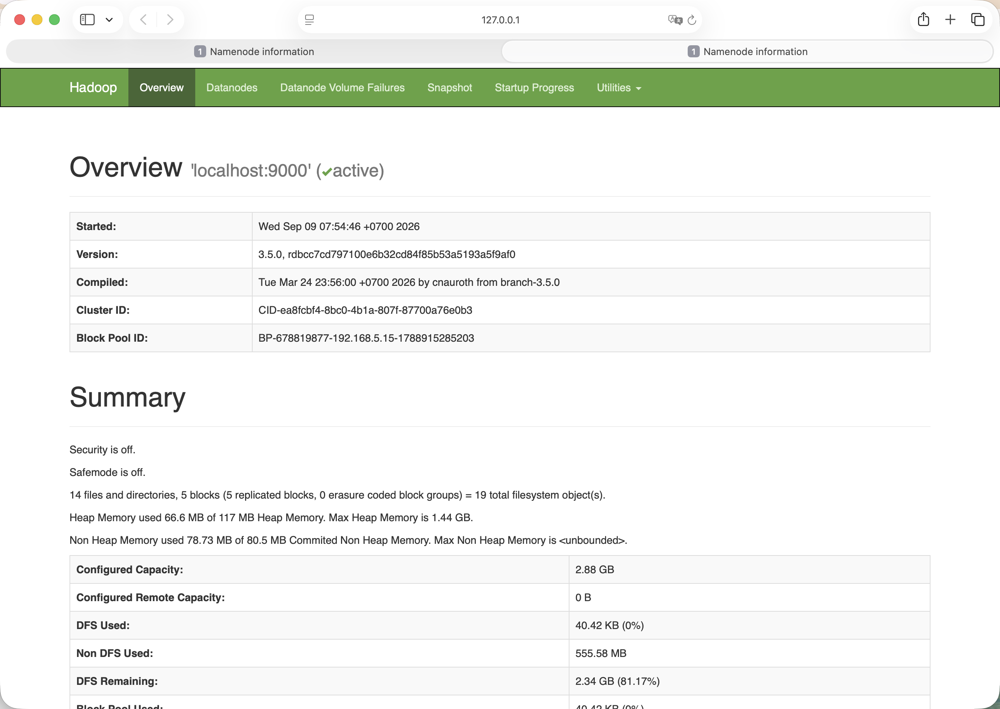 127.0.0.1
1 Namenode information
1 Namenode information
Hadoop Overview Datanodes Datanode Volume Failures Snapshot Startup Progress Utilities
Overview 'localhost:9000' (✓active)
Started: Wed Sep 09 07:54:46 +0700 2026
Version: 3.5.0, rdbcc7cd797100e6b32cd84f85b53a5193a5f9af0
Compiled: Tue Mar 24 23:56:00 +0700 2026 by cnauroth from branch-3.5.0
Cluster ID: CID-ea8fcbf4-8bc0-4b1a-807f-87700a76e0b3
Block Pool ID: BP-678819877-192.168.5.15-1788915285203
Summary
Security is off.
Safemode is off.
14 files and directories, 5 blocks (5 replicated blocks, 0 erasure coded block groups) = 19 total filesystem object(s).
Heap Memory used 66.6 MB of 117 MB Heap Memory. Max Heap Memory is 1.44 GB.
Non Heap Memory used 78.73 MB of 80.5 MB Commited Non Heap Memory. Max Non Heap Memory is <unbounded>.
Configured Capacity: 2.88 GB
Configured Remote Capacity: 0 B
DFS Used: 40.42 KB (0%)
Non DFS Used: 555.58 MB
DFS Remaining: 2.34 GB (81.17%)
Block Pool Used: 40.42 KB (0%)